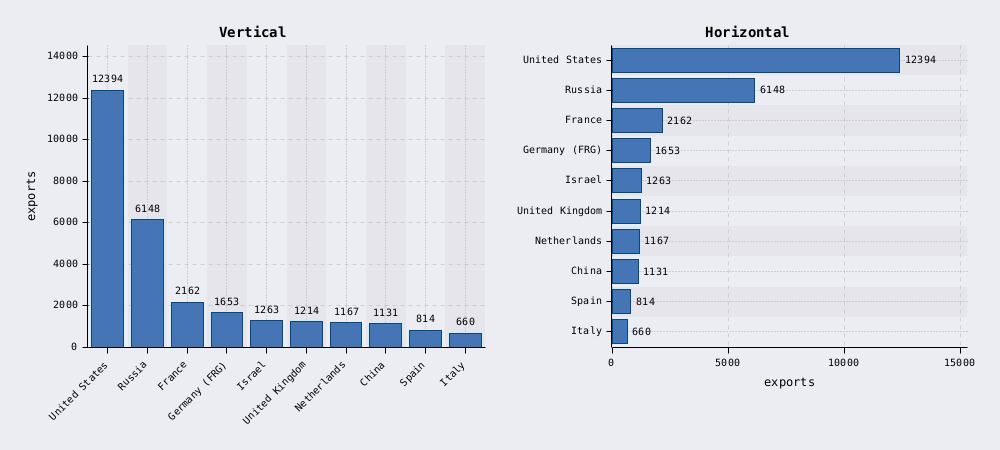 Vertical
14000
12000
10000
8000
6000
4000
2000
0
exports
12394
6148
2162
1653
1263
1214
1167
1131
814
660
United States
Russia
France
Germany (FRG)
Israel
United Kingdom
Netherlands
China
Spain
Italy
Horizontal
United States 12394
Russia 6148
France 2162
Germany (FRG) 1653
Israel 1263
United Kingdom 1214
Netherlands 1167
China 1131
Spain 814
Italy 660
0 5000 10000 15000
exports